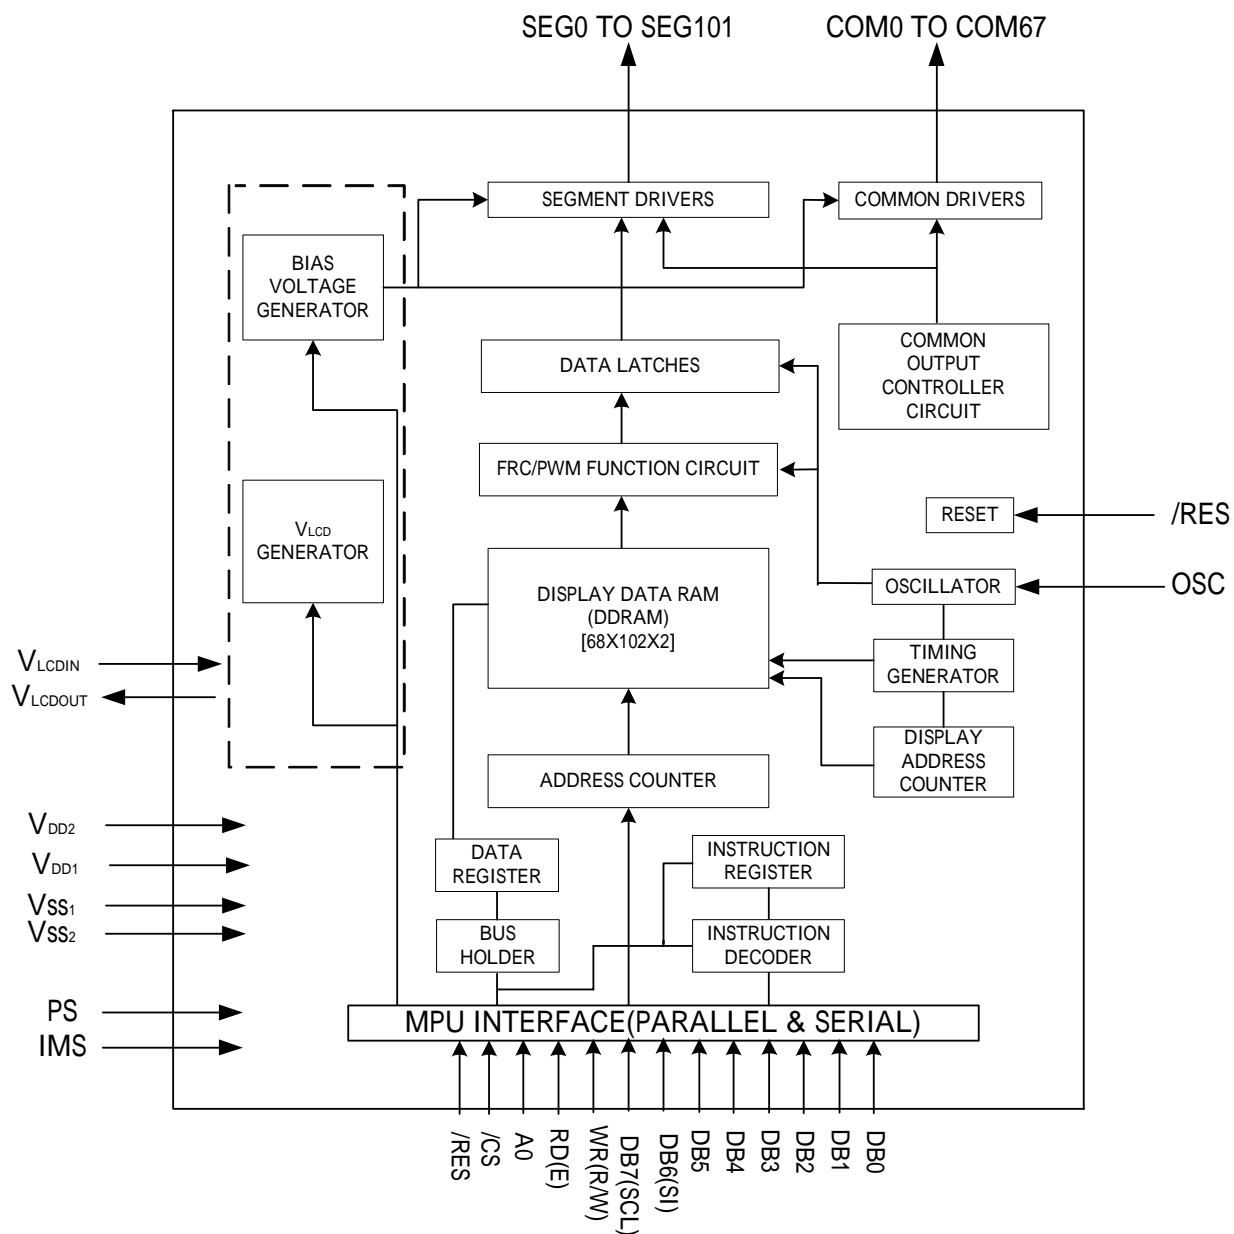 SEG0 TO SEG101
COM0 TO COM67
SEGMENT DRIVERS
COMMON DRIVERS
BIAS
VOLTAGE
GENERATOR
COMMON
OUTPUT
CONTROLLER
CIRCUIT
DATA LATCHES
FRC/PWM FUNCTION CIRCUIT
VLCD
GENERATOR
RESET
/RES
DISPLAY DATA RAM
(DDRAM)
[68X102X2]
OSCILLATOR
OSC
TIMING
GENERATOR
VLCDIN
VLCDOUT
DISPLAY
ADDRESS
COUNTER
ADDRESS COUNTER
VDD2
VDD1
VSS1
VSS2
DATA
REGISTER
INSTRUCTION
REGISTER
BUS
HOLDER
INSTRUCTION
DECODER
PS
IMS
MPU INTERFACE(PARALLEL & SERIAL)
/RES
/CS
A0
RD(E)
WR(R/W)
DB7(SCL)
DB6(SI)
DB5
DB4
DB3
DB2
DB1
DB0